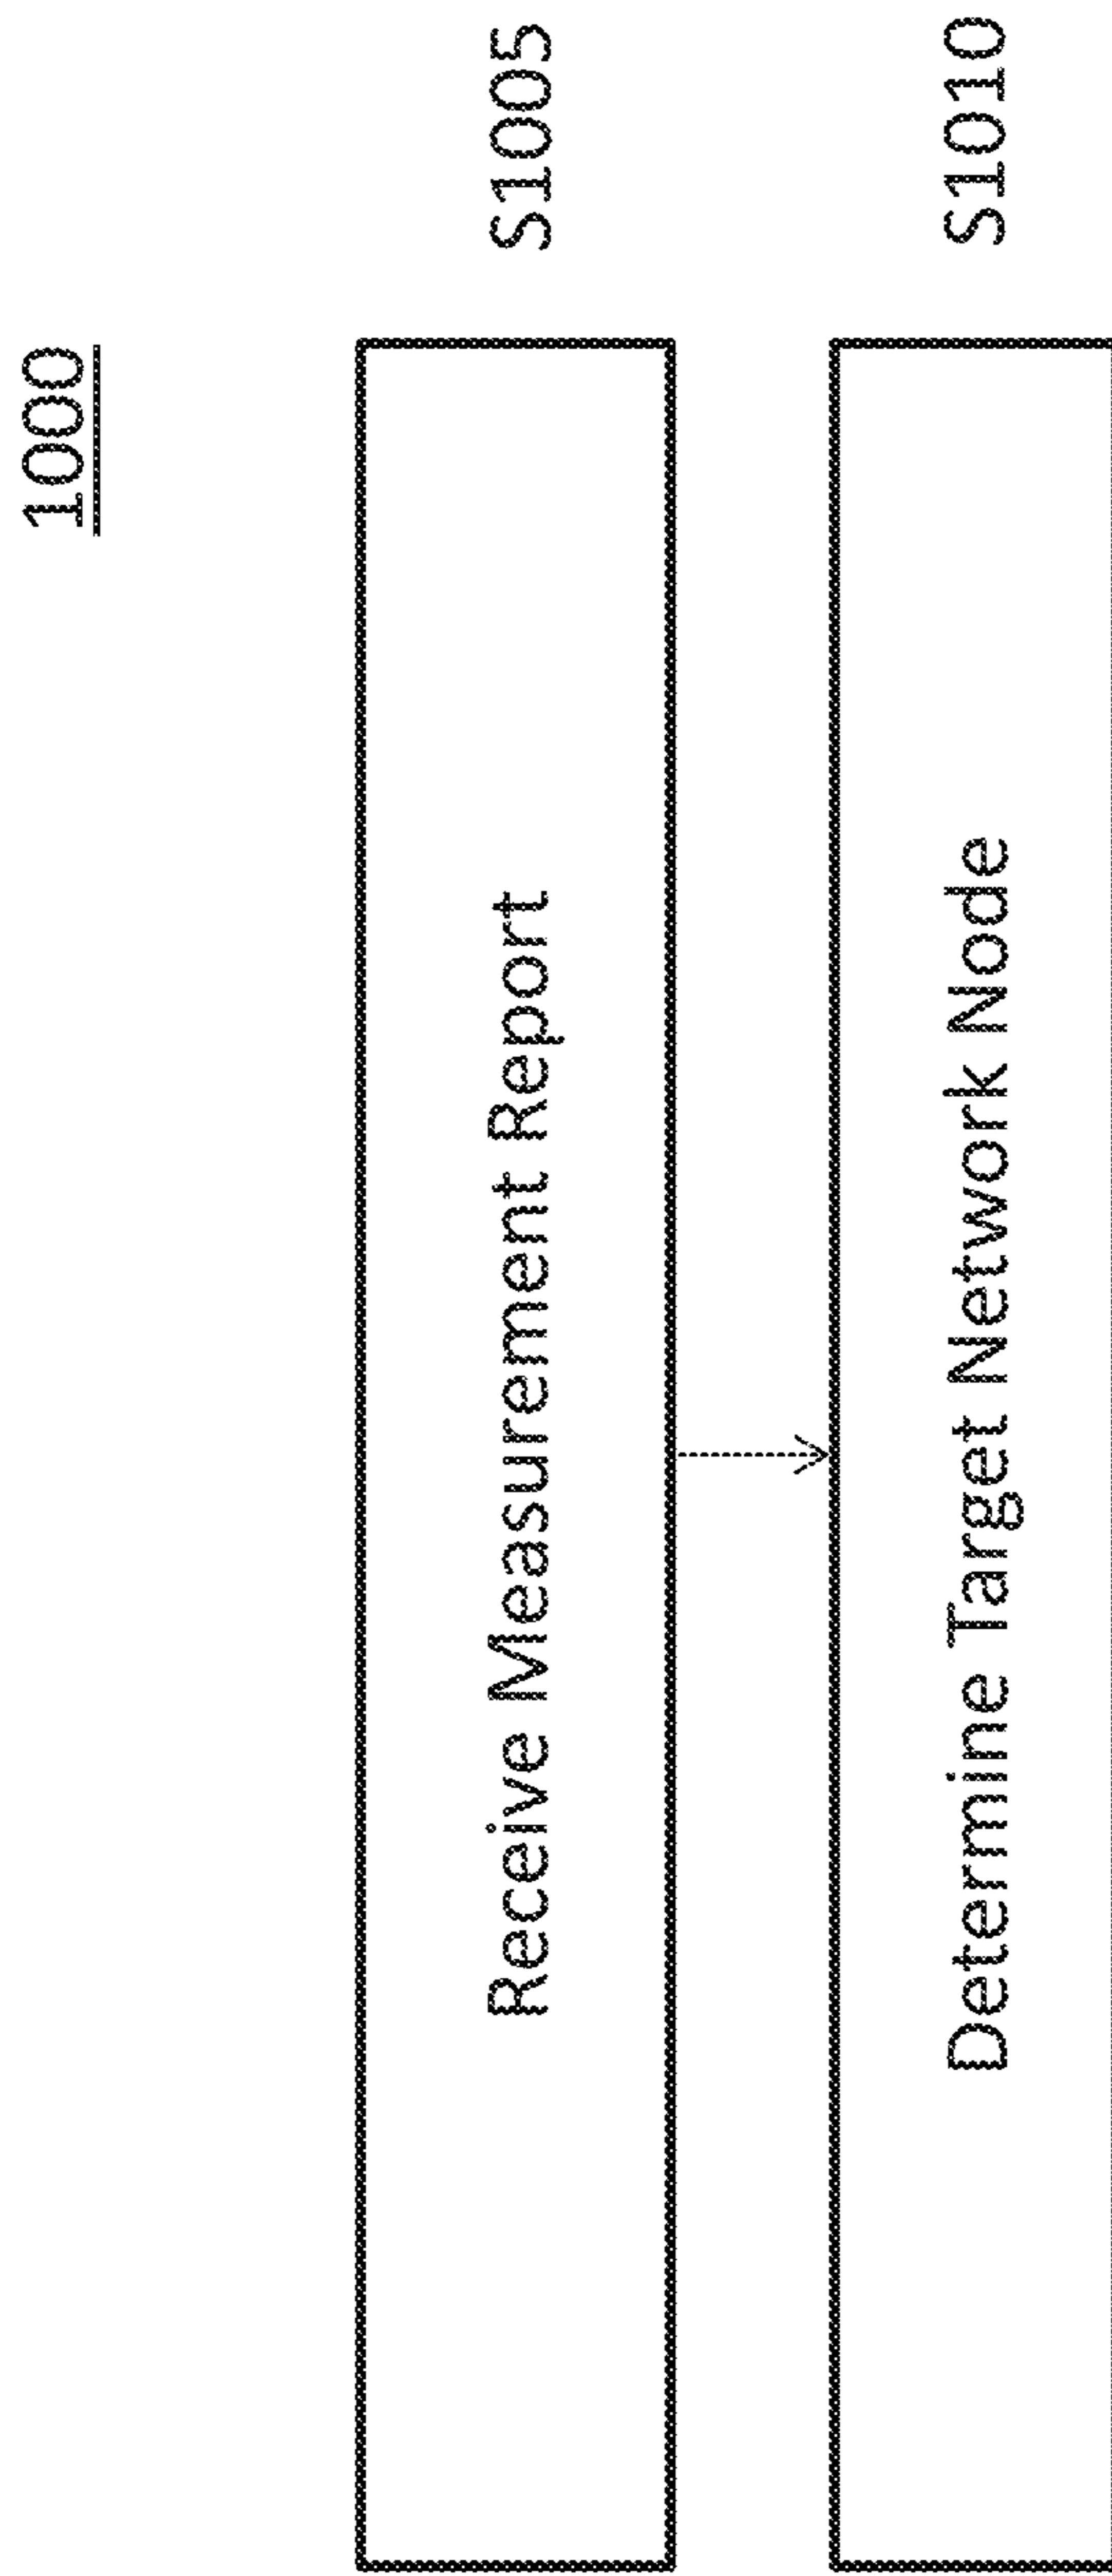 1000
Receive Measurement Report
S1005
Determine Target Network Node
S1010